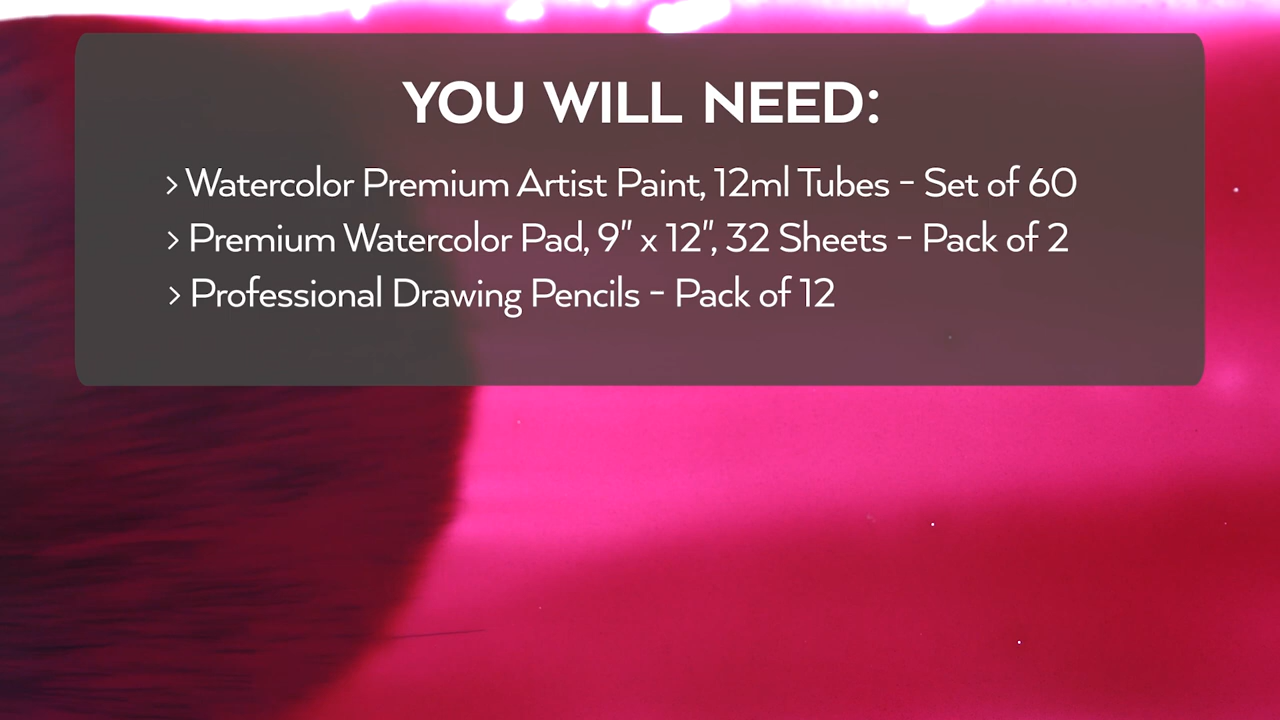 YOU WILL NEED:
> Watercolor Premium Artist Paint, 12ml Tubes - Set of 60
> Premium Watercolor Pad, 9" x 12", 32 Sheets - Pack of 2
> Professional Drawing Pencils - Pack of 12